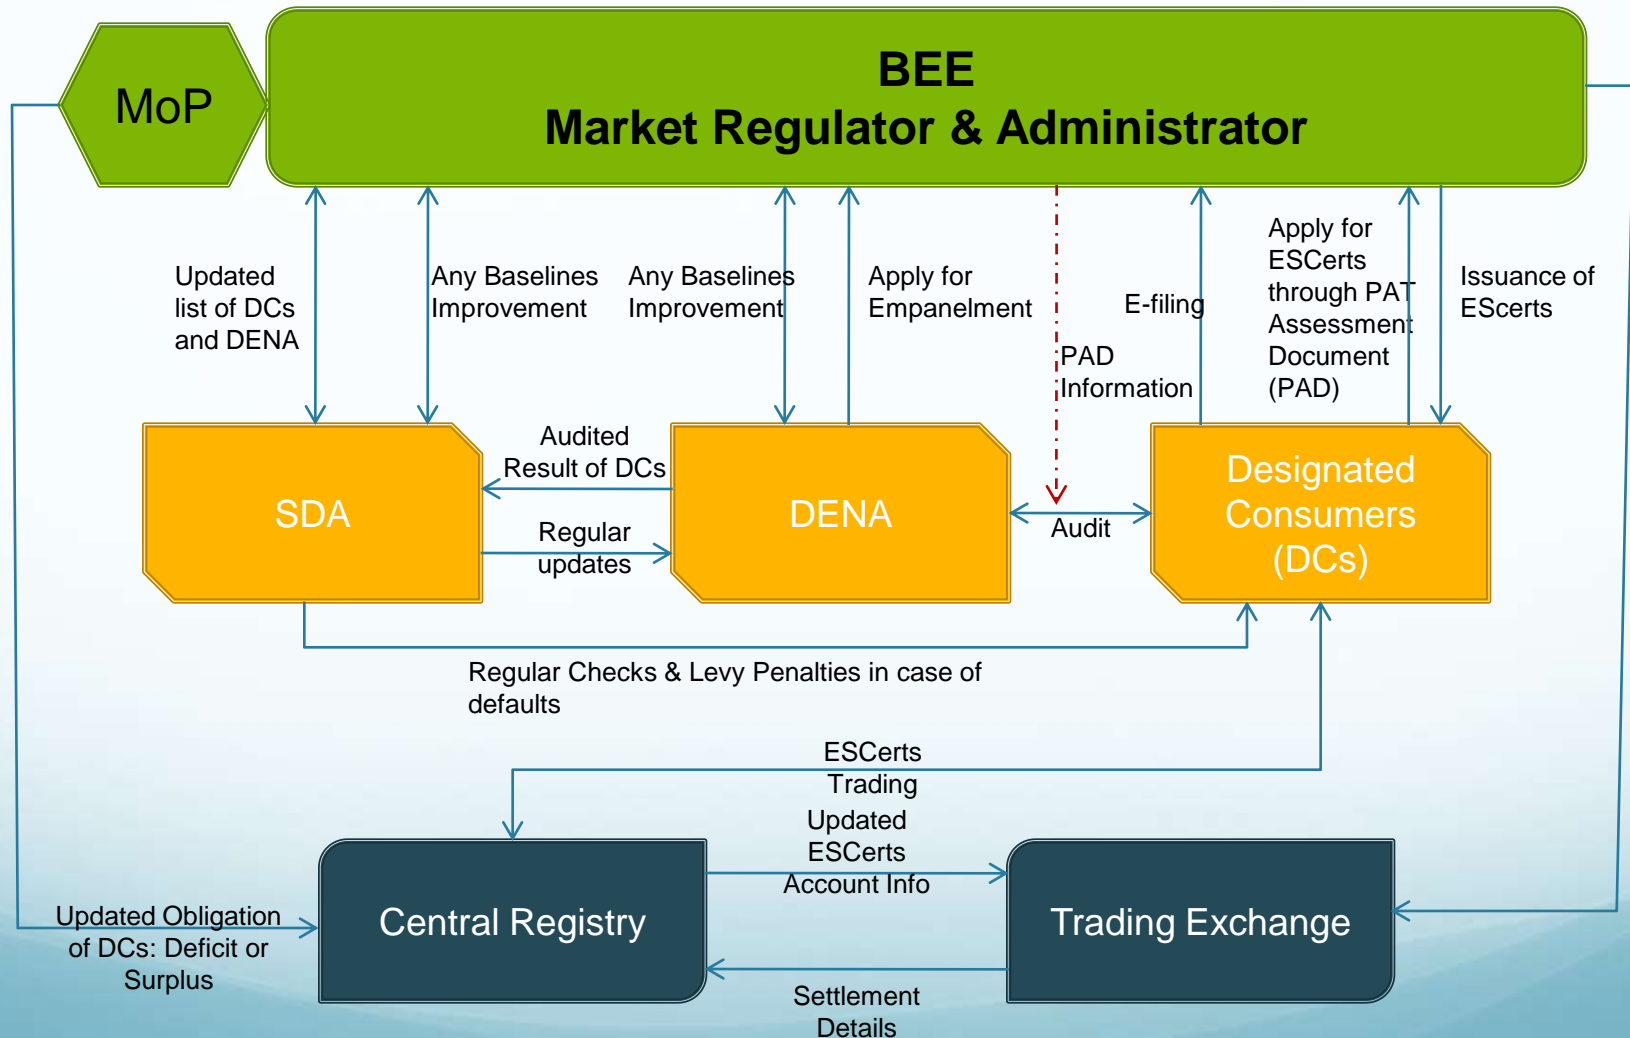 MoP
BEE
Market Regulator & Administrator
Updated
list of DCs
and DENA
Any Baselines
Improvement
Any Baselines
Improvement
Apply for
Empanelment
PAD
Information
E-filing
Apply for
ESCerts
through PAT
Assessment
Document
(PAD)
Issuance of
EScerts
SDA
Audited
Result of DCs
Regular
updates
DENA
Audit
Designated
Consumers
(DCs)
Regular Checks & Levy Penalties in case of
defaults
ESCerts
Trading
Updated
ESCerts
Account Info
Updated Obligation
of DCs: Deficit or
Surplus
Central Registry
Trading Exchange
Settlement
Details